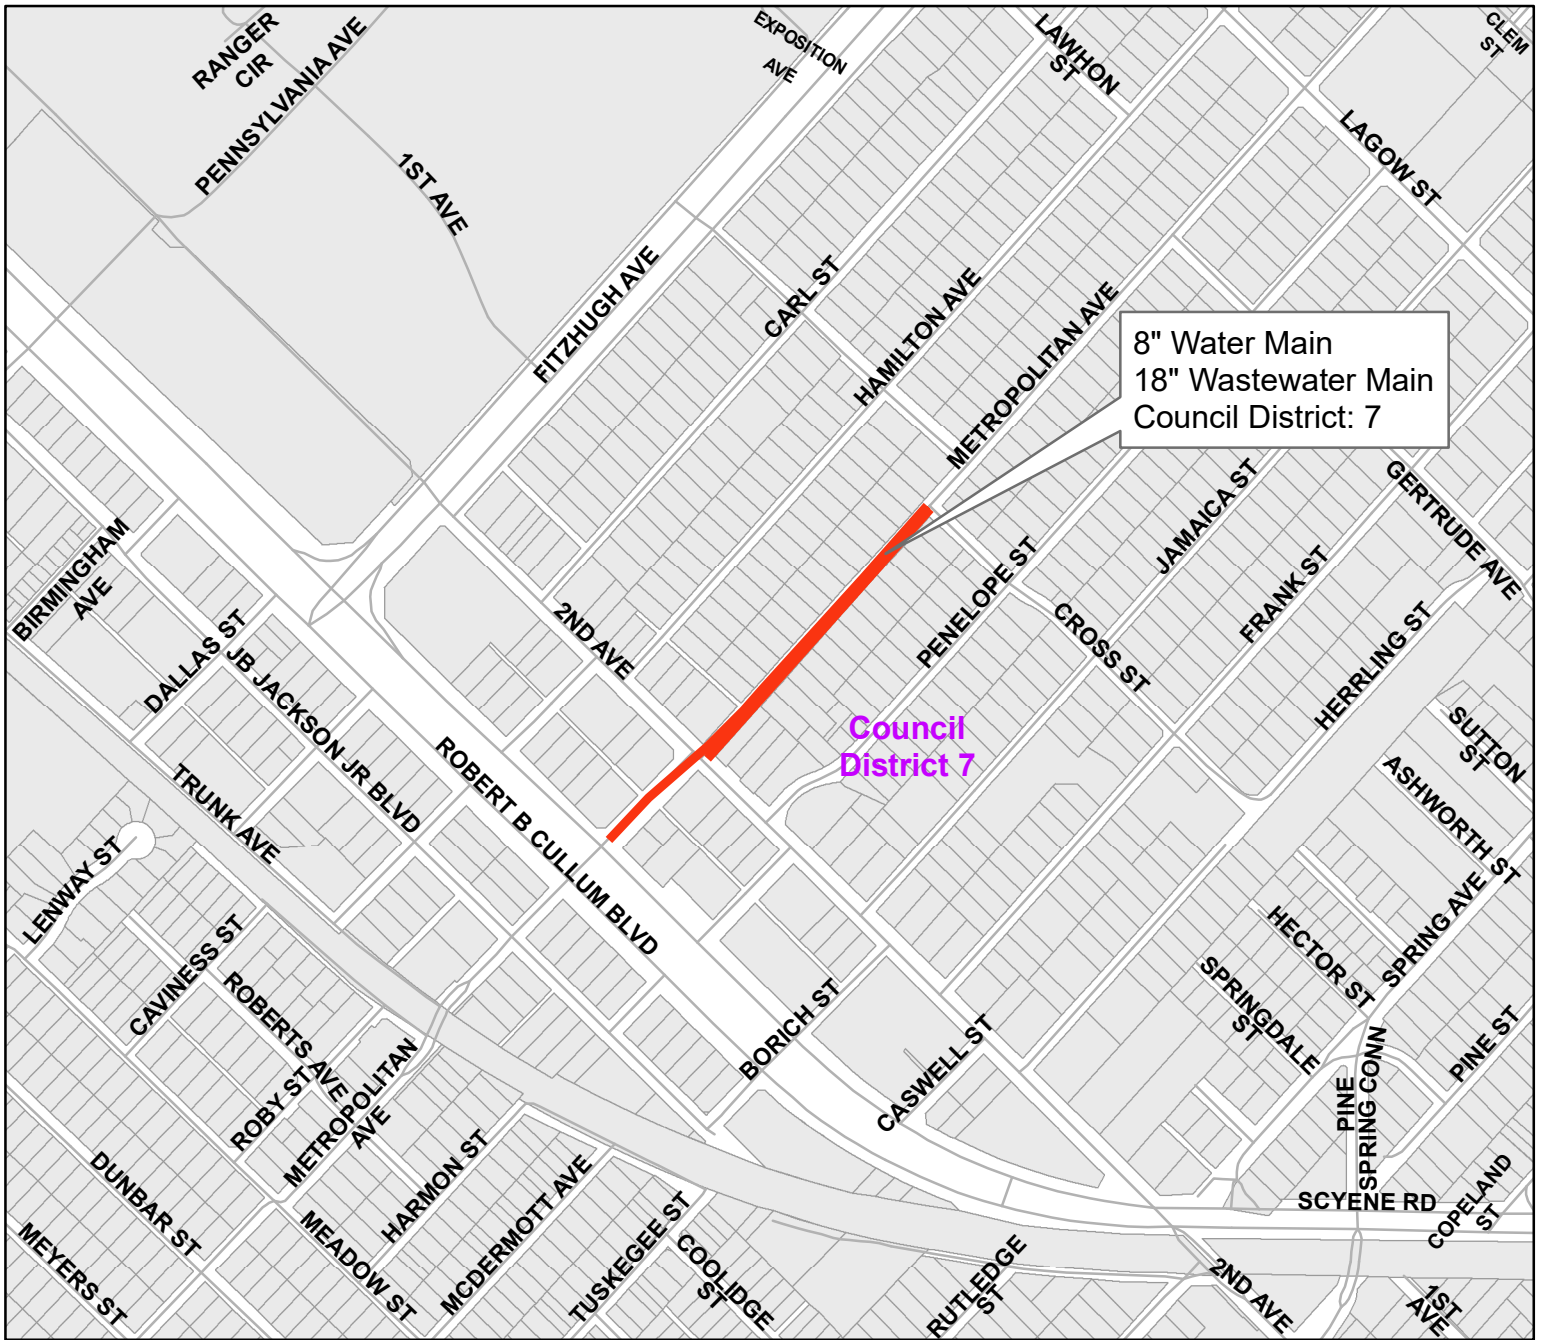 RANGER
CIR
PENNSYLVANIA AVE
1ST AVE
EXPOSITION
AVE
LAWHON
ST
CLEM
ST
LAGOW ST
FITZHUGH AVE
CARL ST
HAMILTON AVE
METROPOLITAN AVE
8" Water Main
18" Wastewater Main
Council District: 7
GERTRUDE AVE
JAMAICA ST
FRANK ST
HERRLING ST
PENELOPE ST
CROSS ST
BIRMINGHAM
AVE
DALLAS ST
JB JACKSON JR BLVD
2ND AVE
Council
District 7
SUTTON
ST
ASHWORTH ST
TRUNK AVE
ROBERT B CULLUM BLVD
LENWAY ST
CAVINESS ST
ROBERTS AVE
ROBY ST
METROPOLITAN
AVE
BORICH ST
CASWELL ST
HECTOR ST
SPRING AVE
SPRINGDALE
ST
PINE ST
PINE
SPRING CONN
DUNBAR ST
MEYERS ST
MEADOW ST
HARMON ST
MCDERMOTT AVE
TUSKEGEE ST
COOLIDGE
ST
RUTLEDGE
ST
SCYENE RD
COPELAND
ST
2ND AVE
1ST
AVE